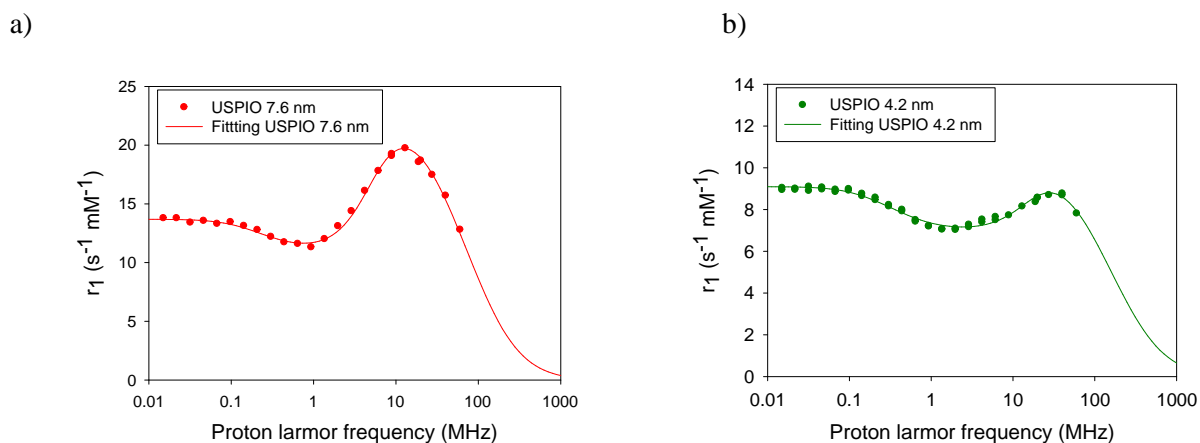 a)
b)
USPIO 7.6 nm
Fittting USPIO 7.6 nm
r1 (s-1 mM-1)
25
20
15
10
5
0
0.01 0.1 1 10 100 1000
Proton larmor frequency (MHz)
USPIO 4.2 nm
Fitting USPIO 4.2 nm
r1 (s-1 mM-1)
14
12
10
8
6
4
2
0
0.01 0.1 1 10 100 1000
Proton larmor frequency (MHz)